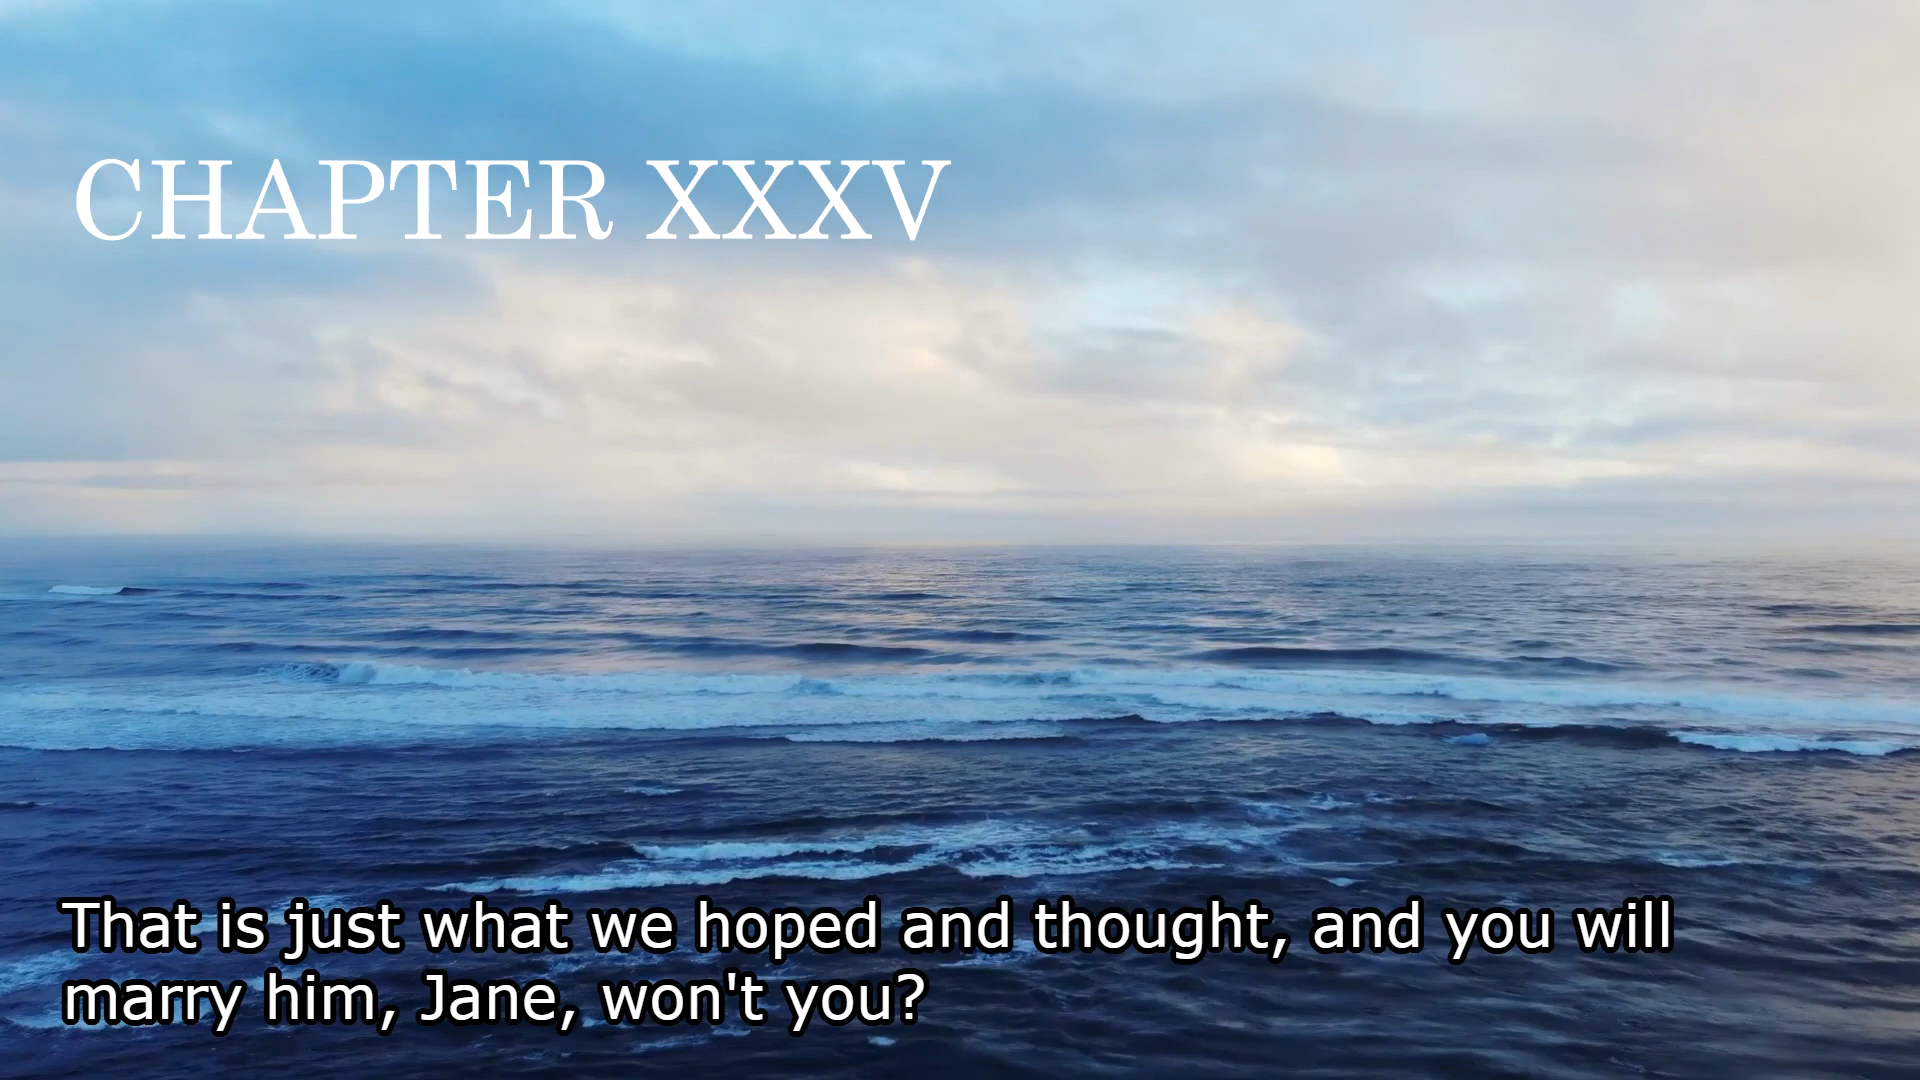 CHAPTER XXXV
That is just what we hoped and thought, and you will
marry him, Jane, won't you?